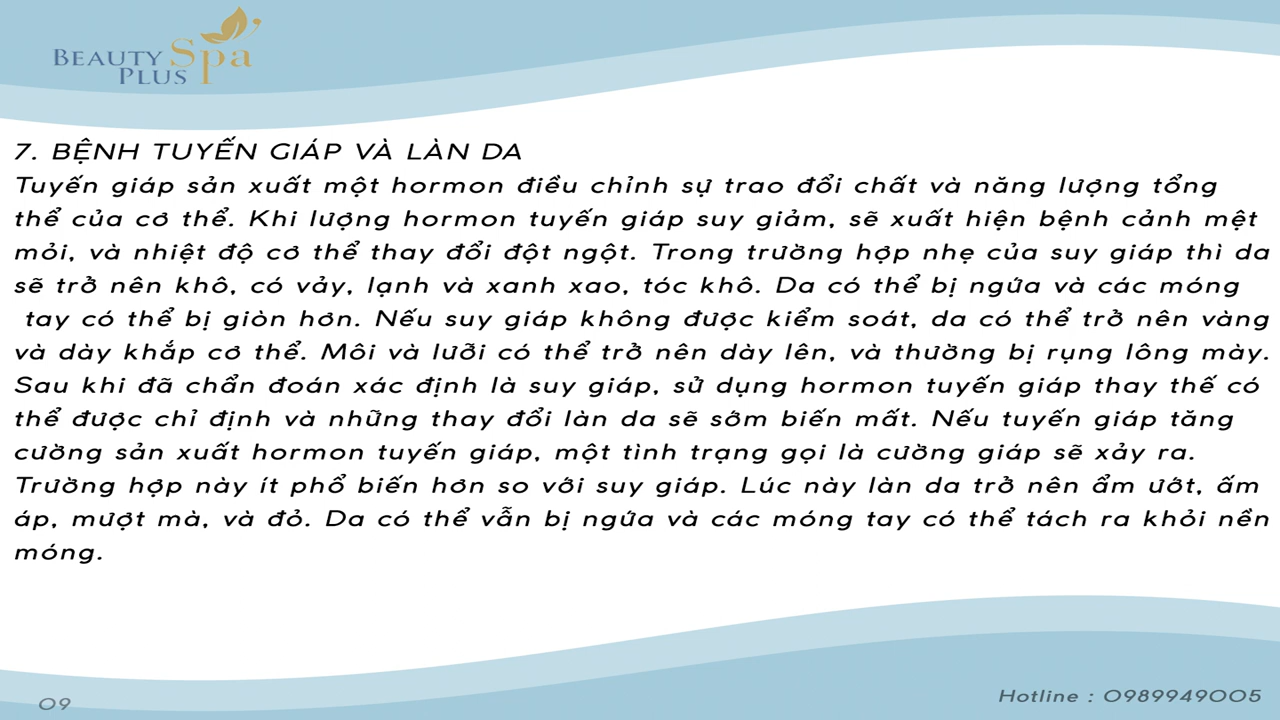 BEAUTY Spa
PLUS
7. BỆNH TUYẾN GIÁP VÀ LÀN DA
Tuyến giáp sản xuất một hormon điều chỉnh sự trao đổi chất và năng lượng tổng
thể của cơ thể. Khi lượng hormon tuyến giáp suy giảm, sẽ xuất hiện bệnh cảnh mệt
mỏi, và nhiệt độ cơ thể thay đổi đột ngột. Trong trường hợp nhẹ của suy giáp thì da
sẽ trở nên khô, có vảy, lạnh và xanh xao, tóc khô. Da có thể bị ngứa và các móng
tay có thể bị giòn hơn. Nếu suy giáp không được kiểm soát, da có thể trở nên vàng
và dày khắp cơ thể. Môi và lưỡi có thể trở nên dày lên, và thường bị rụng lông mày.
Sau khi đã chẩn đoán xác định là suy giáp, sử dụng hormon tuyến giáp thay thế có
thể được chỉ định và những thay đổi làn da sẽ sớm biến mất. Nếu tuyến giáp tăng
cường sản xuất hormon tuyến giáp, một tình trạng gọi là cường giáp sẽ xảy ra.
Trường hợp này ít phổ biến hơn so với suy giáp. Lúc này làn da trở nên ẩm ướt, ấm
áp, mượt mà, và đỏ. Da có thể vẫn bị ngứa và các móng tay có thể tách ra khỏi nền
móng.
09
Hotline : 0989949005